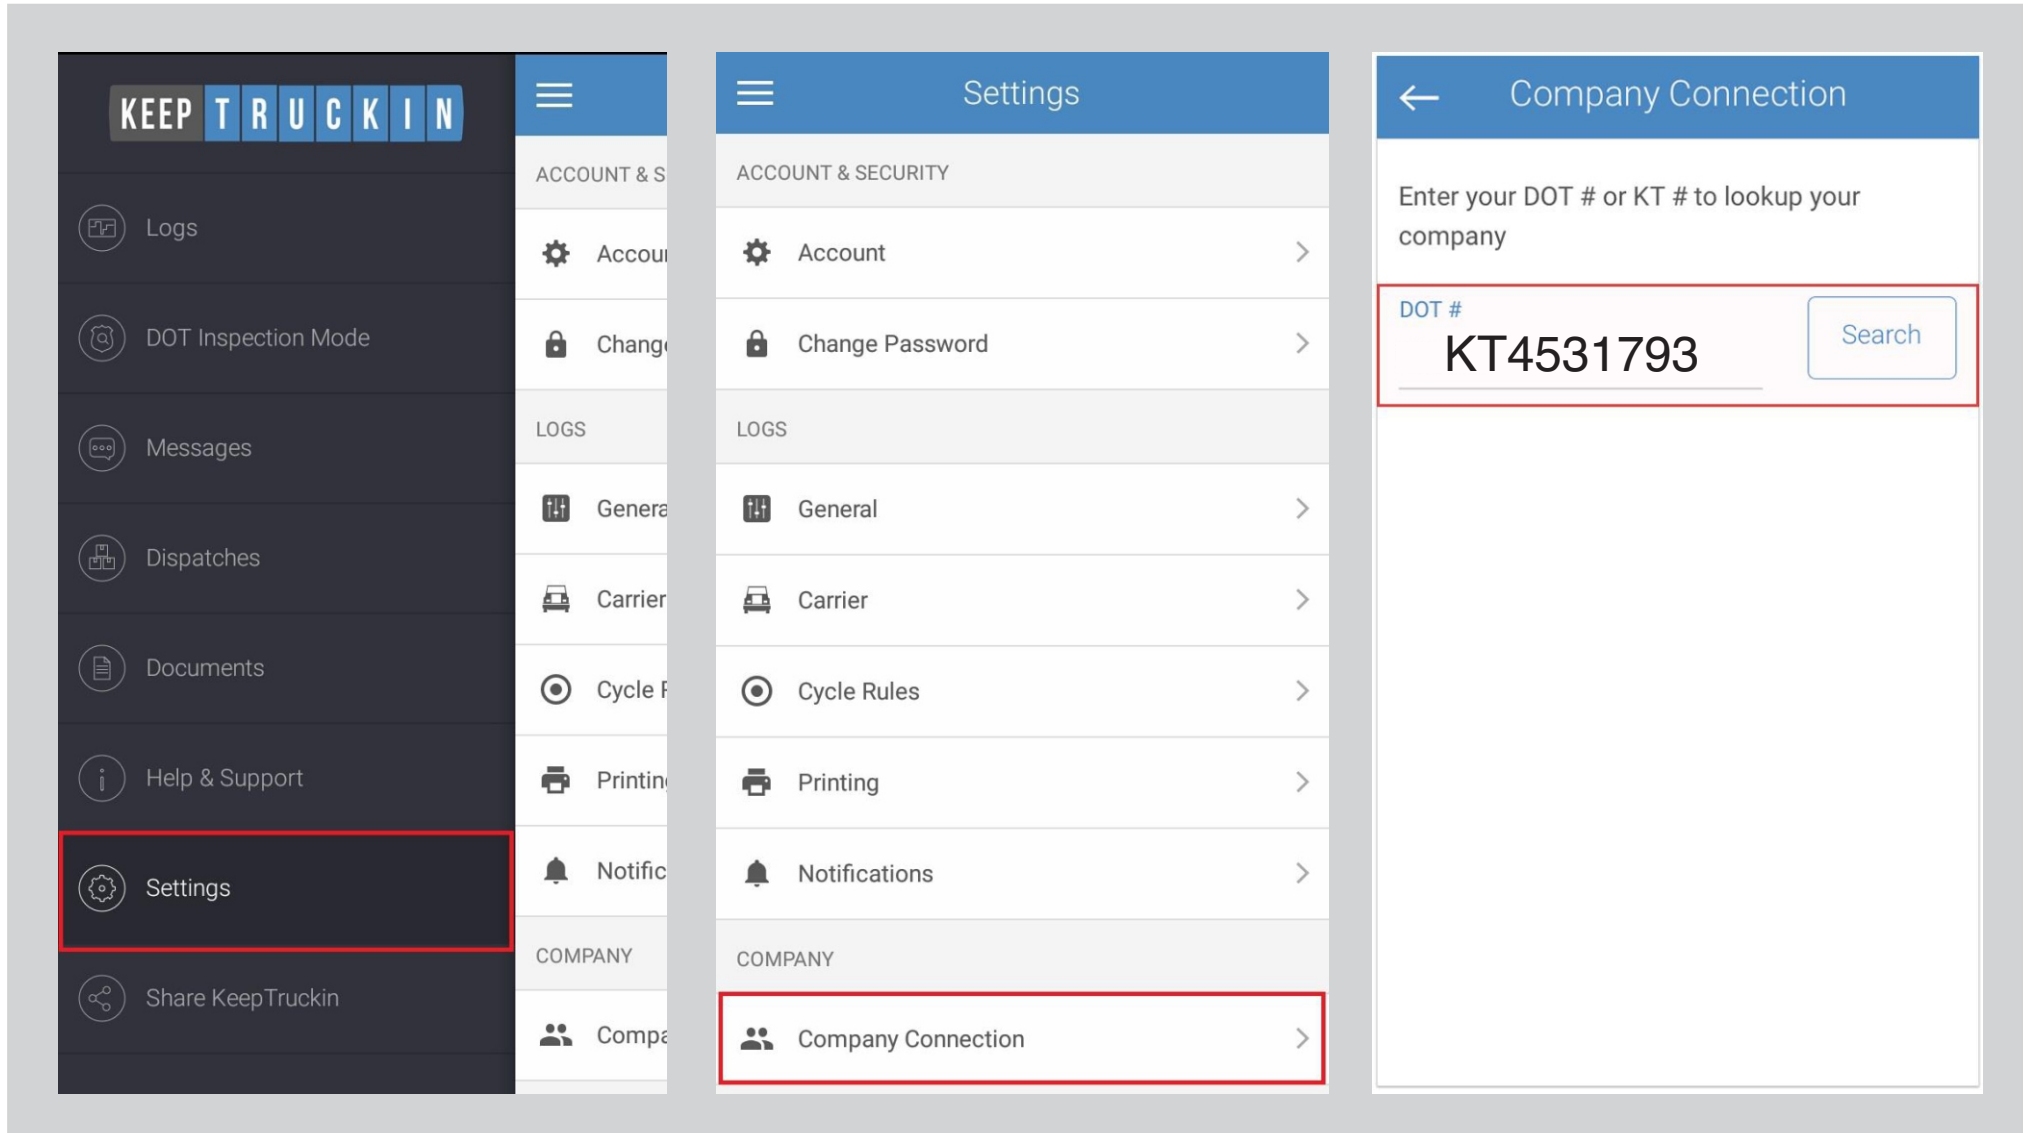 KEEP TRUCKIN
Logs
DOT Inspection Mode
Messages
Dispatches
Documents
Help & Support
Settings
Share KeepTruckin
ACCOUNT & S
Accou
Chang
LOGS
Genera
Carrier
Cycle
Printin
Notific
COMPANY
Compa
Settings
ACCOUNT & SECURITY
Account
Change Password
LOGS
General
Carrier
Cycle Rules
Printing
Notifications
COMPANY
Company Connection
Company Connection
Enter your DOT # or KT # to lookup your
company
DOT #
KT4531793
Search